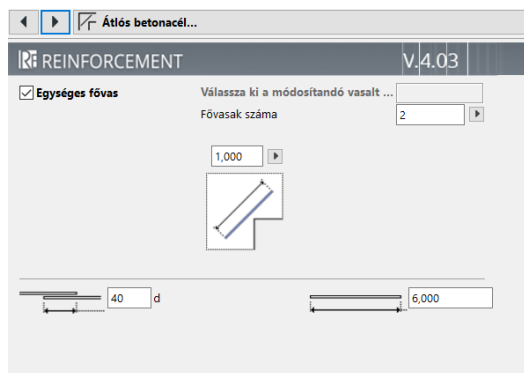 Átlós betonacél...
REINFORCEMENT V.4.03
Egységes fővas Válassza ki a módosítandó vasalt ...
Fővasak száma 2
1,000
40 d 6,000